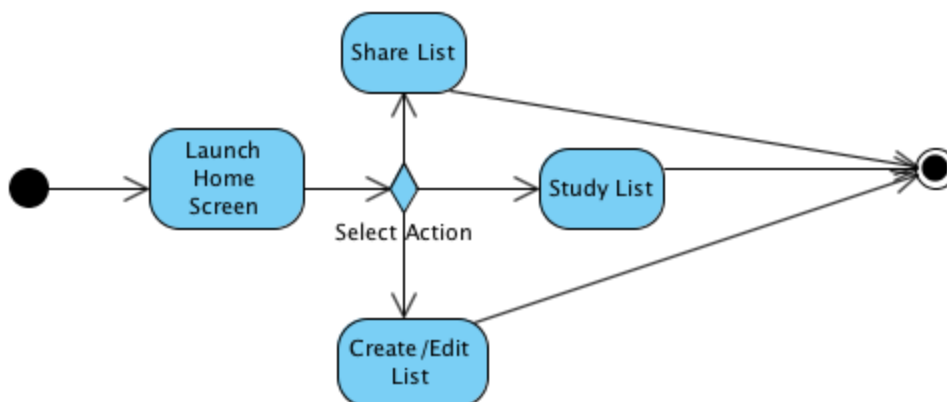 Share List
Launch
Home
Screen
Study List
Select Action
Create/Edit
List